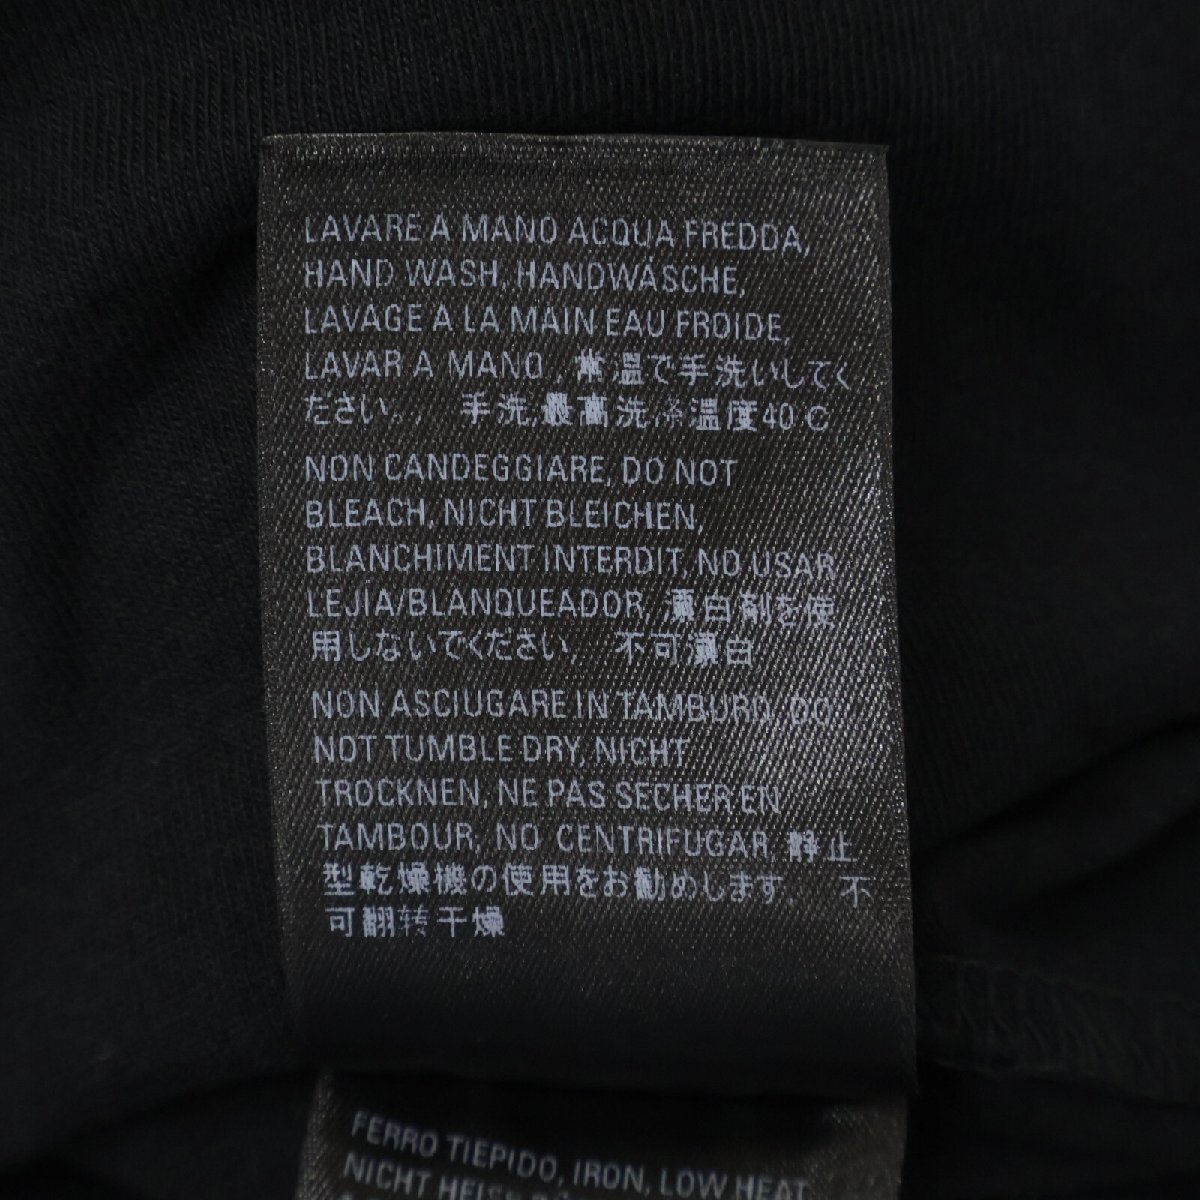 LAVARE A MANO ACQUA FREDDA,
HAND WASH, HANDWÄSCHE,
LAVAGE A LA MAIN EAU FROIDE,
LAVAR A MANO , 常温で手洗いしてく
ださい。, 手洗,最高洗涤温度40 C,
NON CANDEGGIARE, DO NOT
BLEACH, NICHT BLEICHEN,
BLANCHIMENT INTERDIT, NO USAR
LEJÍA/BLANQUEADOR, 漂白剤を使
用しないでください, 不可漂白
NON ASCIUGARE IN TAMBURO, DO
NOT TUMBLE DRY, NICHT
TROCKNEN, NE PAS SECHER EN
TAMBOUR, NO CENTRIFUGAR, 静止
型乾燥機の使用をお勧めします, 不
可翻转干燥
FERRO TIEPIDO, IRON, LOW HEAT
NICHT